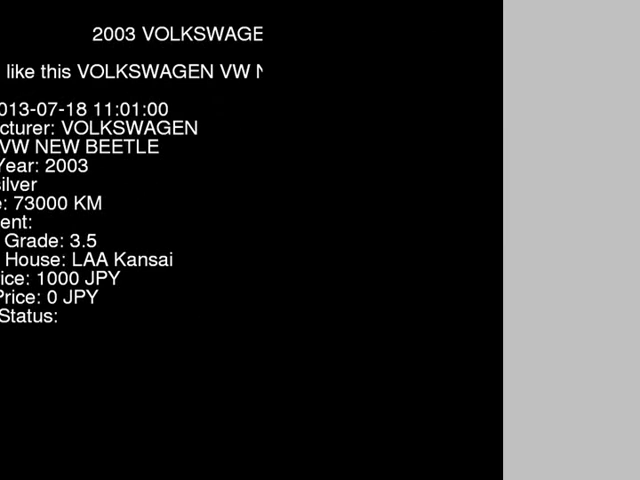 2003 VOLKSWAGE
like this VOLKSWAGEN VW N
013-07-18 11:01:00
cturer: VOLKSWAGEN
VW NEW BEETLE
Year: 2003
silver
e: 73000 KM
ent:
Grade: 3.5
House: LAA Kansai
ice: 1000 JPY
Price: 0 JPY
Status: